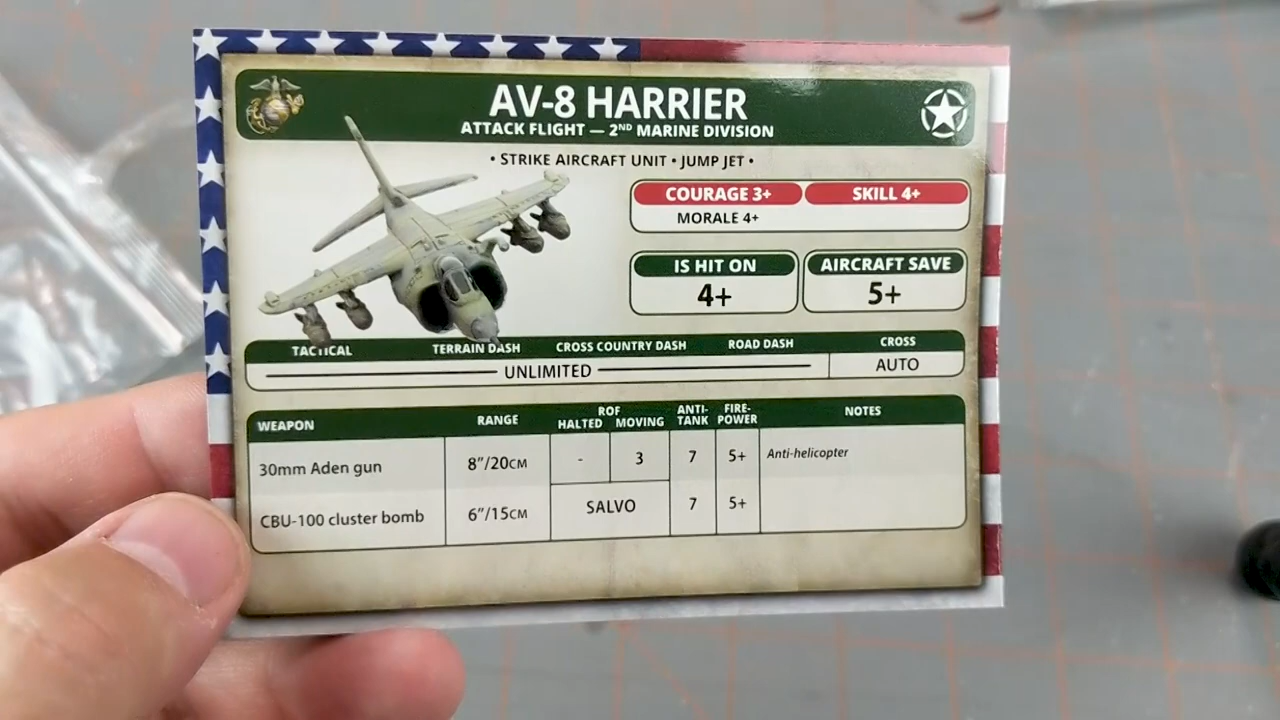 AV-8 HARRIER
ATTACK FLIGHT — 2ND MARINE DIVISION
• STRIKE AIRCRAFT UNIT • JUMP JET •
COURAGE 3+ SKILL 4+
MORALE 4+
IS HIT ON AIRCRAFT SAVE
4+ 5+
TACTICAL TERRAIN DASH CROSS COUNTRY DASH ROAD DASH CROSS
UNLIMITED AUTO
WEAPON RANGE ROF HALTED MOVING ANTI-TANK FIRE-POWER NOTES
30mm Aden gun 8"/20CM - 3 7 5+ Anti-helicopter
CBU-100 cluster bomb 6"/15CM SALVO 7 5+